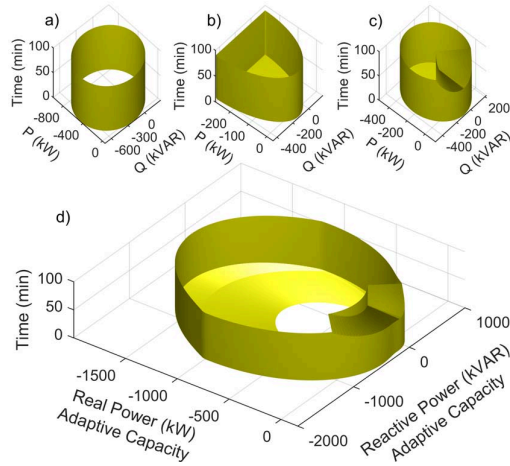 a)
b)
c)
Time (min)
100
50
0
-800
-400
0
P (kW)
-600
-300
0
Q (kVAR)
100
50
0
-200
-100
0
P (kW)
-400
-200
0
Q (kVAR)
Time (min)
100
50
0
-400
-200
0
P (kW)
-400
-200
0
200
Q (kVAR)
d)
Time (min)
100
50
0
-1500
-1000
-500
0
Real Power (kW)
Adaptive Capacity
-2000
-1000
0
1000
Reactive Power (kVAR)
Adaptive Capacity